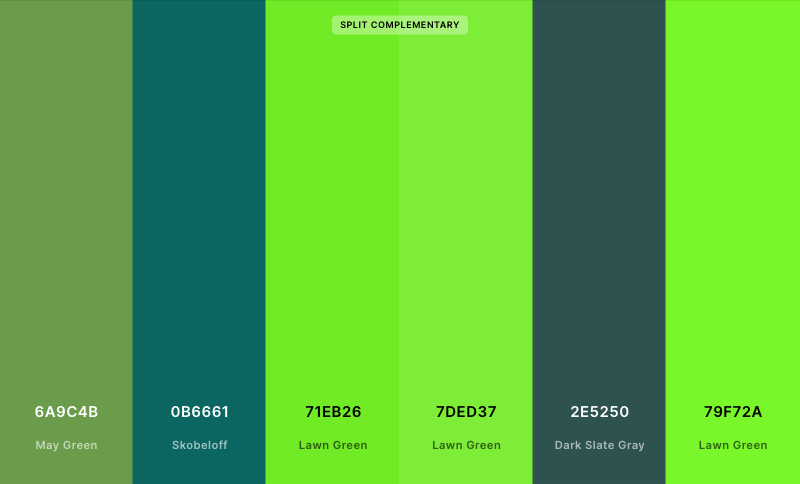 SPLIT COMPLEMENTARY
6A9C4B
May Green
0B6661
Skobeloff
71EB26
Lawn Green
7DED37
Lawn Green
2E5250
Dark Slate Gray
79F72A
Lawn Green